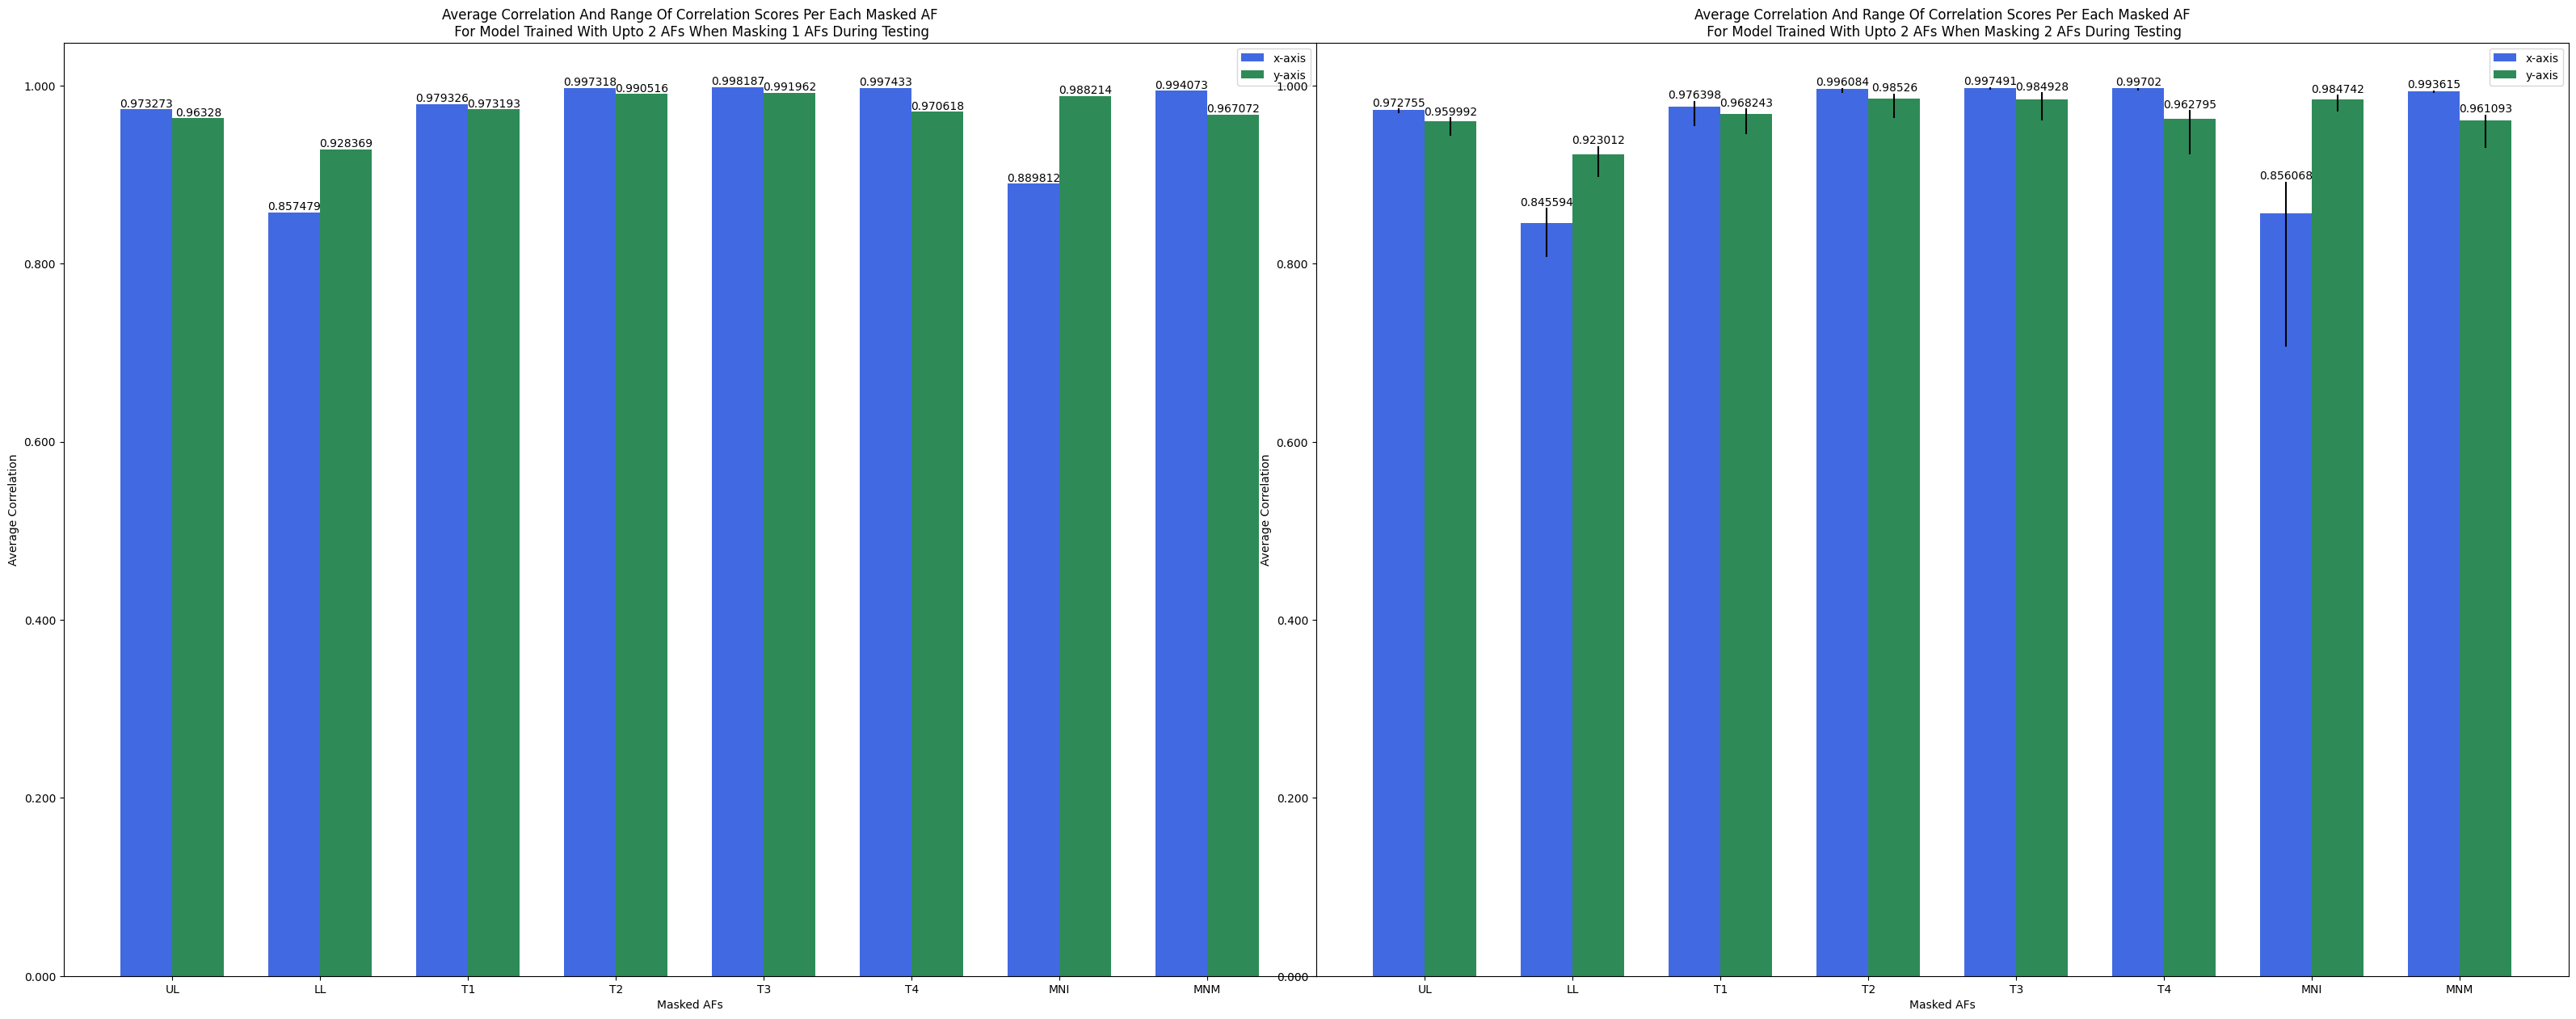 Average Correlation And Range Of Correlation Scores Per Each Masked AF
For Model Trained With Upto 2 AFs When Masking 1 AFs During Testing
x-axis
y-axis
Average Correlation
1.000
0.800
0.600
0.400
0.200
0.000
0.973273
0.96328
0.857479
0.928369
0.979326
0.973193
0.997318
0.990516
0.998187
0.991962
0.997433
0.970618
0.889812
0.988214
0.994073
0.967072
UL
LL
T1
T2
T3
T4
MNI
MNM
Masked AFs
Average Correlation And Range Of Correlation Scores Per Each Masked AF
For Model Trained With Upto 2 AFs When Masking 2 AFs During Testing
x-axis
y-axis
Average Correlation
1.000
0.800
0.600
0.400
0.200
0.000
0.972755
0.959992
0.845594
0.923012
0.976398
0.968243
0.996084
0.98526
0.997491
0.984928
0.99702
0.962795
0.856068
0.984742
0.993615
0.961093
UL
LL
T1
T2
T3
T4
MNI
MNM
Masked AFs